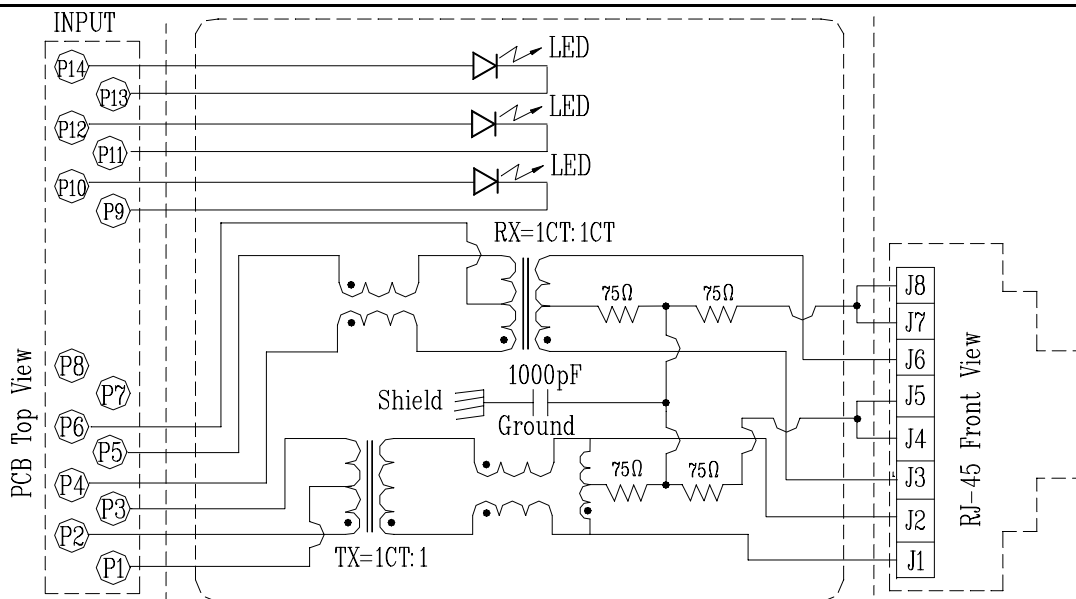 INPUT
P14
LED
P13
P12
LED
P11
P10
LED
P9
RX=1CT:1CT
75Ω
75Ω
J8
J7
J6
J5
J4
J3
J2
J1
RJ-45 Front View
PCB Top View
P8
P7
P6
P5
P4
P3
P2
P1
1000pF
Shield
Ground
75Ω
75Ω
TX=1CT:1